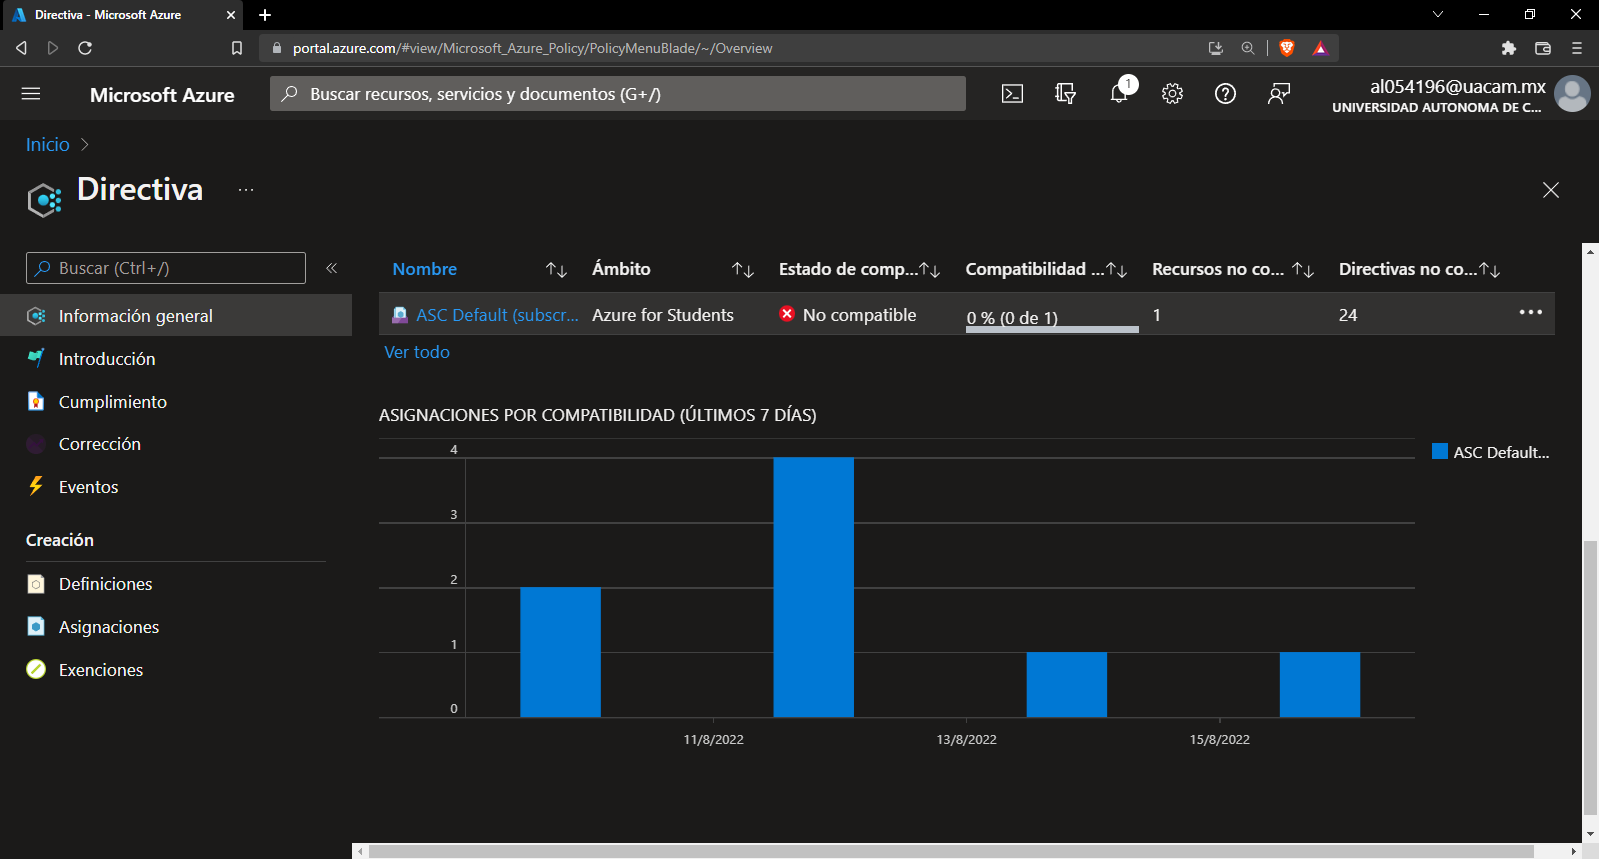 Directiva - Microsoft Azure
portal.azure.com/#view/Microsoft_Azure_Policy/PolicyMenuBlade/~/Overview
Microsoft Azure
Buscar recursos, servicios y documentos (G+/)
1
al054196@uacam.mx
UNIVERSIDAD AUTONOMA DE C...
Inicio
Directiva
...
Buscar (Ctrl+/)
Información general
Introducción
Cumplimiento
Corrección
Eventos
Creación
Definiciones
Asignaciones
Exenciones
Nombre Ámbito Estado de comp... Compatibilidad ... Recursos no co... Directivas no co...
ASC Default (subscr... Azure for Students No compatible 0 % (0 de 1) 1 24
Ver todo
ASIGNACIONES POR COMPATIBILIDAD (ÚLTIMOS 7 DÍAS)
4
3
2
1
0
11/8/2022 13/8/2022 15/8/2022
ASC Default...